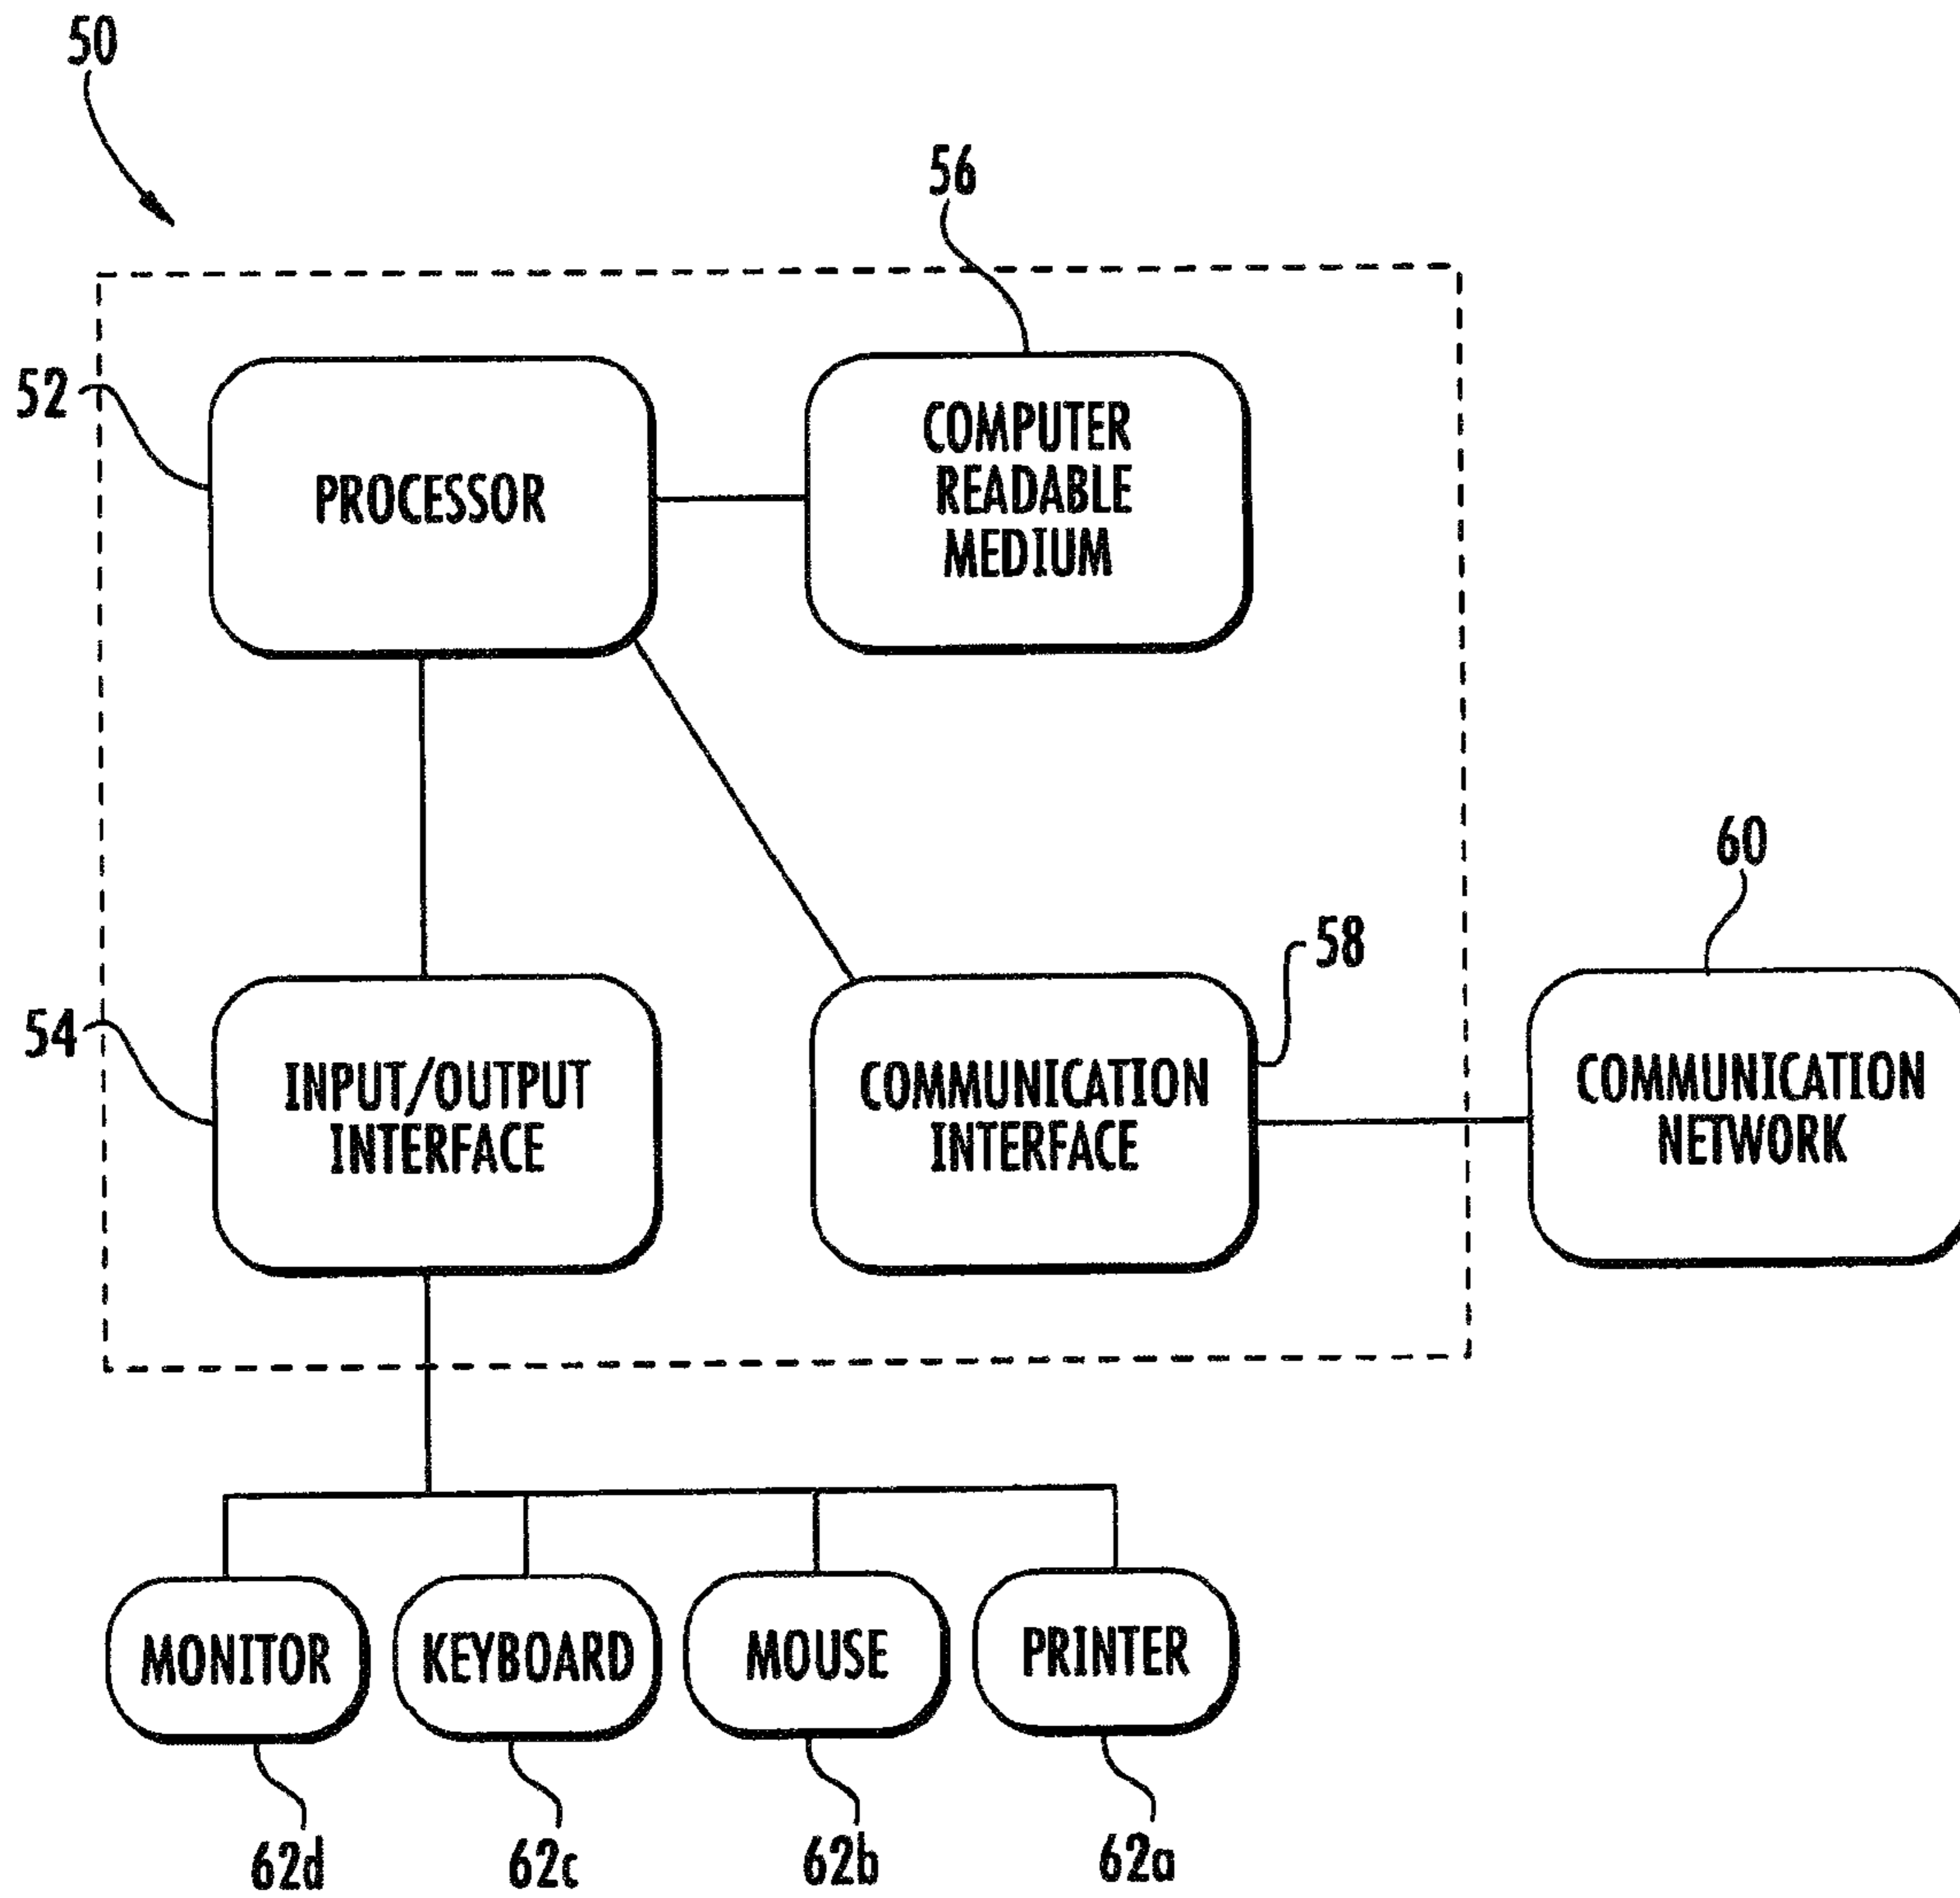 50
56
52
PROCESSOR
COMPUTER
READABLE
MEDIUM
60
58
54
INPUT/OUTPUT
INTERFACE
COMMUNICATION
INTERFACE
COMMUNICATION
NETWORK
MONITOR
KEYBOARD
MOUSE
PRINTER
62d
62c
62b
62a